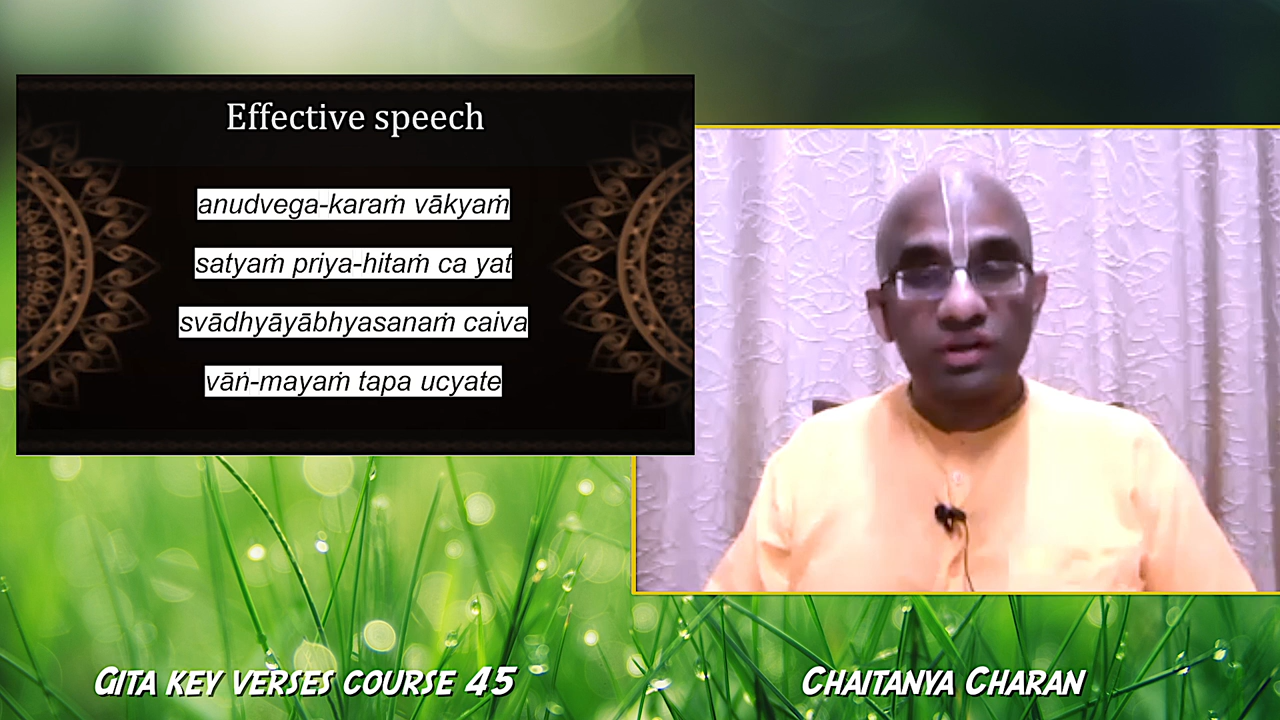 Effective speech
anudvega-karaṁ vākyaṁ
satyaṁ priya-hitaṁ ca yat
svādhyāyābhyasanaṁ caiva
vāṅ-mayaṁ tapa ucyate
Gita key verses course 45
Chaitanya Charan